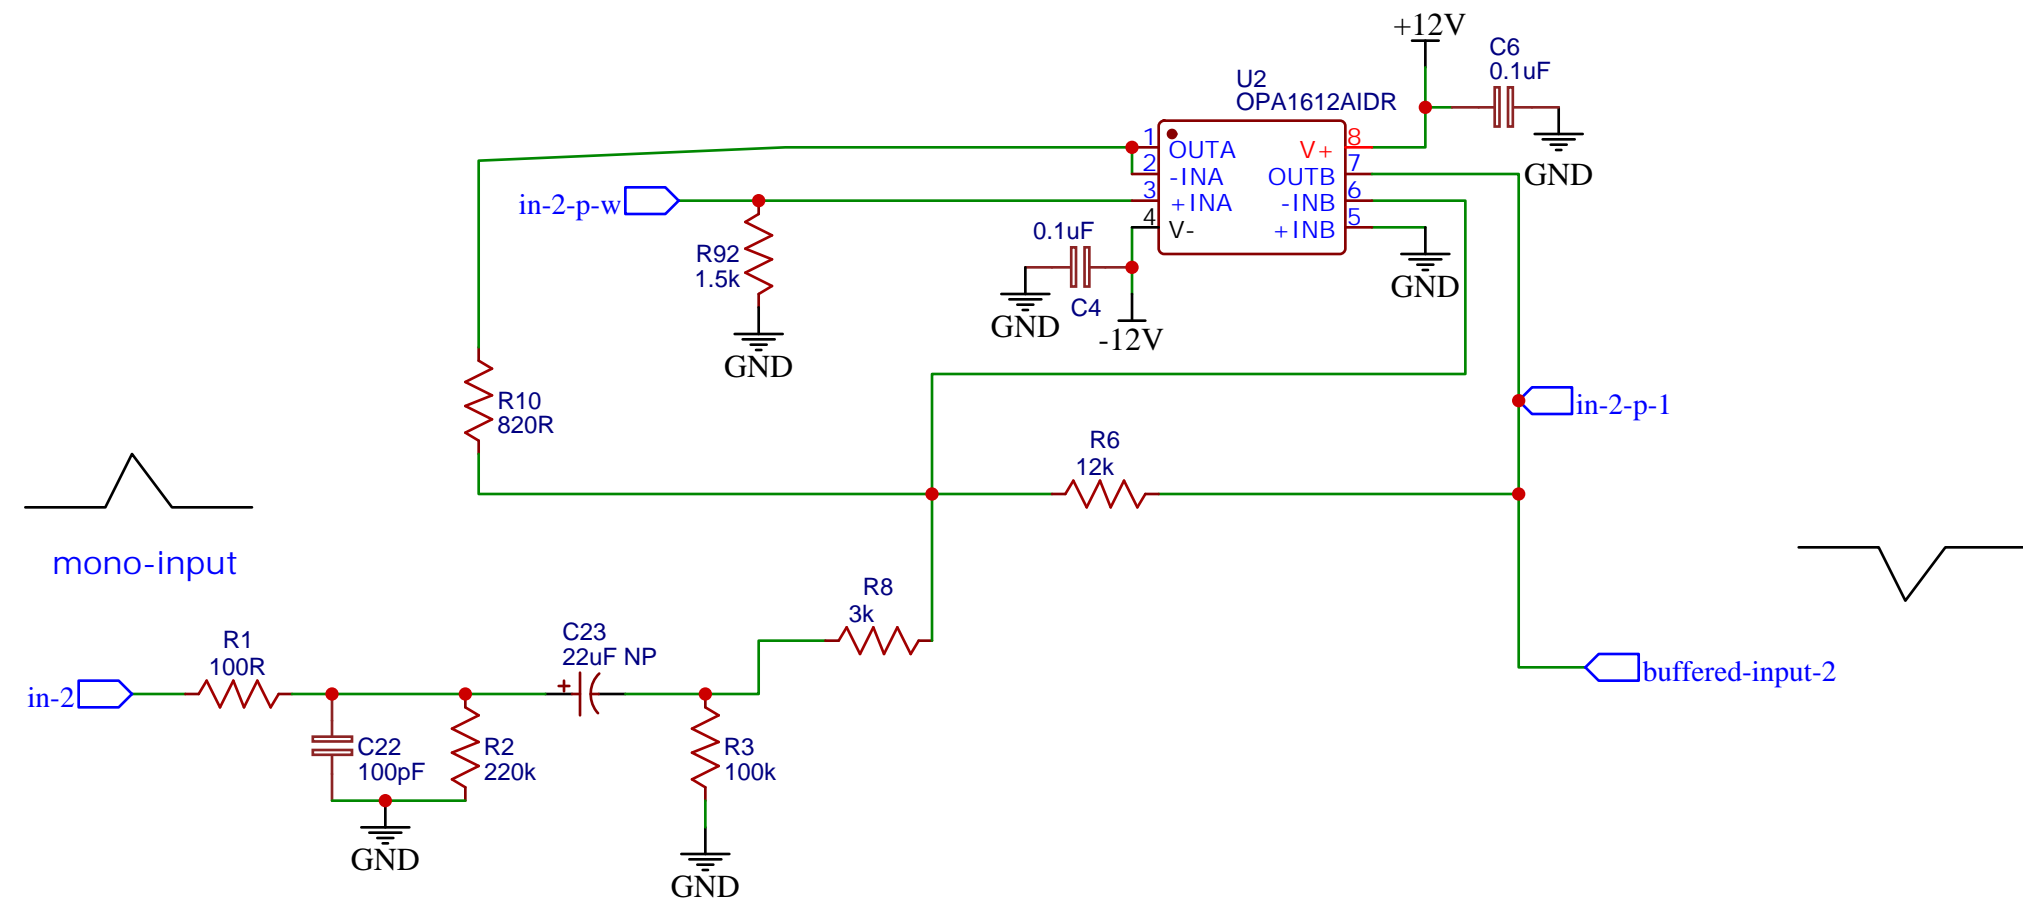 +12V
C6
0.1uF
U2
OPA1612AIDR
1
OUTA
V+
8
2
-INA
OUTB
7
3
+INA
-INB
6
4
V-
+INB
5
GND
in-2-p-w
R92
1.5k
GND
0.1uF
C4
GND
-12V
GND
R10
820R
in-2-p-1
R6
12k
mono-input
R8
3k
R1
100R
C23
22uF NP
+
in-2
buffered-input-2
C22
100pF
R2
220k
R3
100k
GND
GND